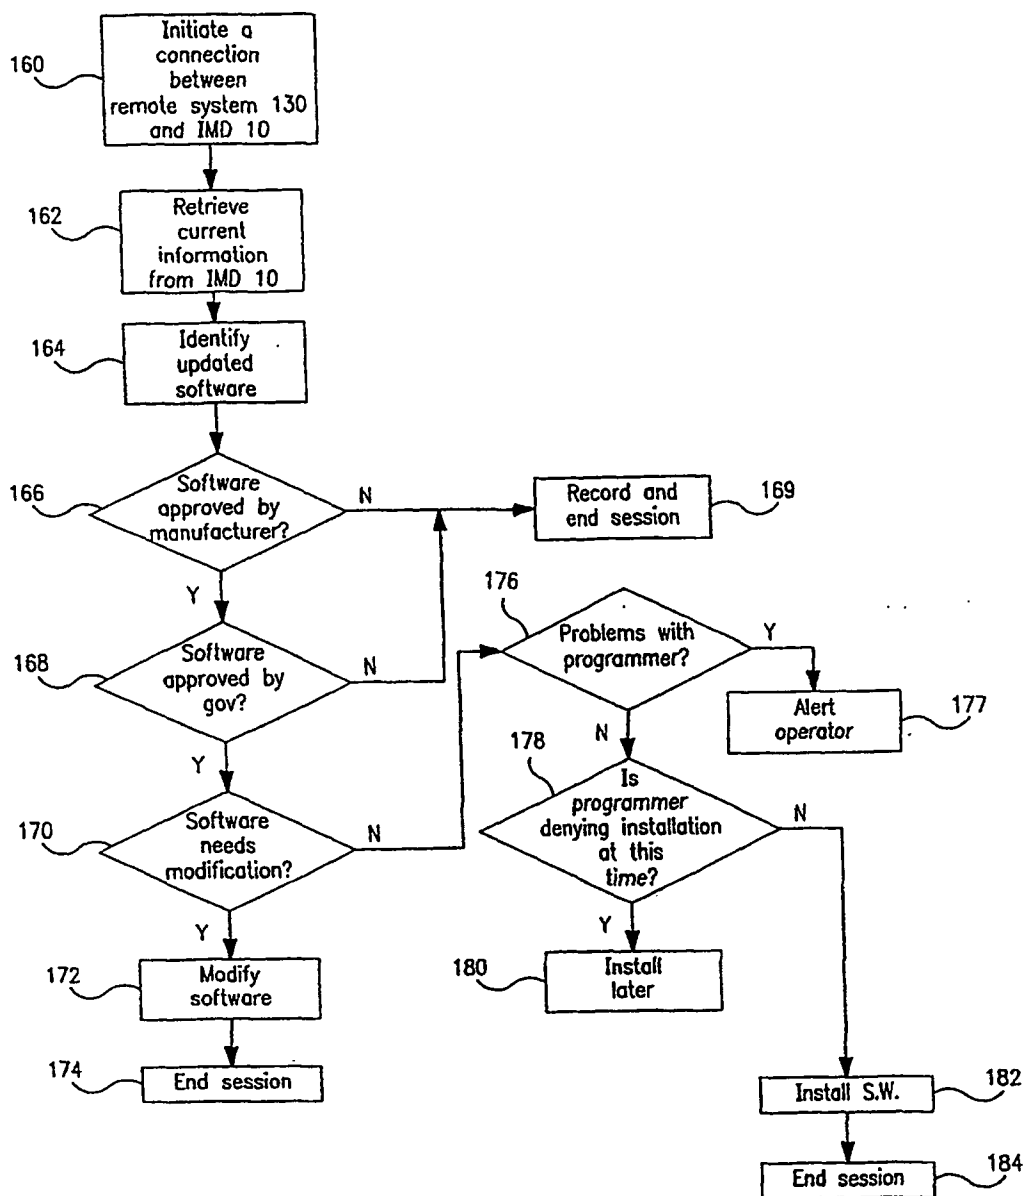 Initiate a
connection
between
remote system 130
and IMD 10
160
Retrieve
current
information
from IMD 10
162
Identify
updated
software
164
Software
approved by
manufacturer?
166
N
Record and
end session
169
Y
Software
approved by
gov?
168
N
Y
Software
needs
modification?
170
N
Y
Modify
software
172
End session
174
176
Problems with
programmer?
Y
Alert
operator
177
N
178
Is
programmer
denying installation
at this
time?
N
Y
Install
later
180
Install S.W.
182
End session
184